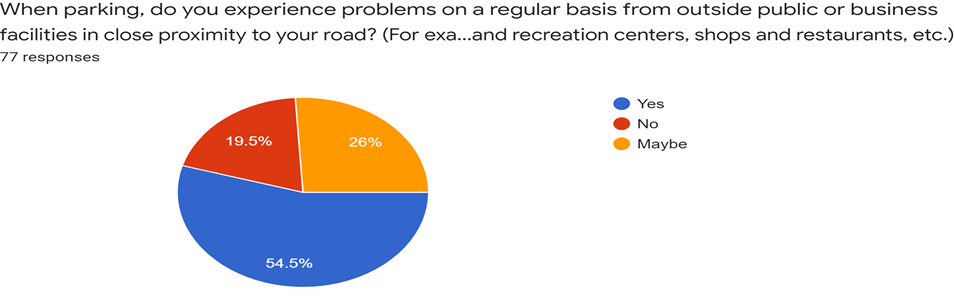 When parking, do you experience problems on a regular basis from outside public or business
facilities in close proximity to your road? (For exa...and recreation centers, shops and restaurants, etc.)
77 responses
Yes
No
Maybe
19.5%
26%
54.5%